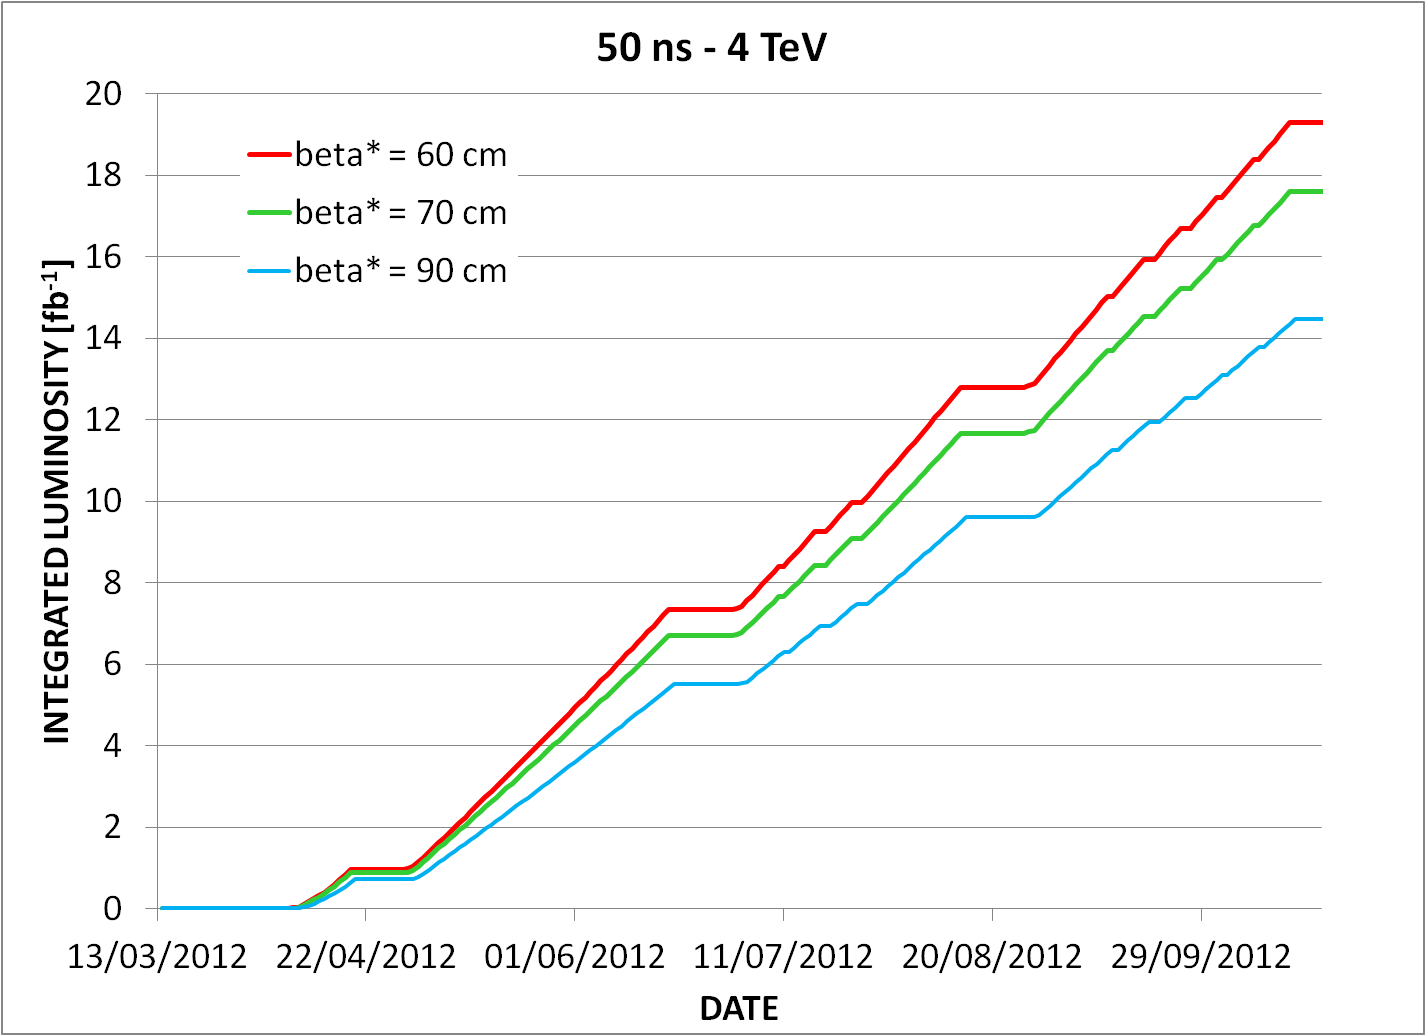 50 ns - 4 TeV
20
18
16
14
12
10
8
6
4
2
0
INTEGRATED LUMINOSITY [fb⁻¹]
beta* = 60 cm
beta* = 70 cm
beta* = 90 cm
13/03/2012 22/04/2012 01/06/2012 11/07/2012 20/08/2012 29/09/2012
DATE